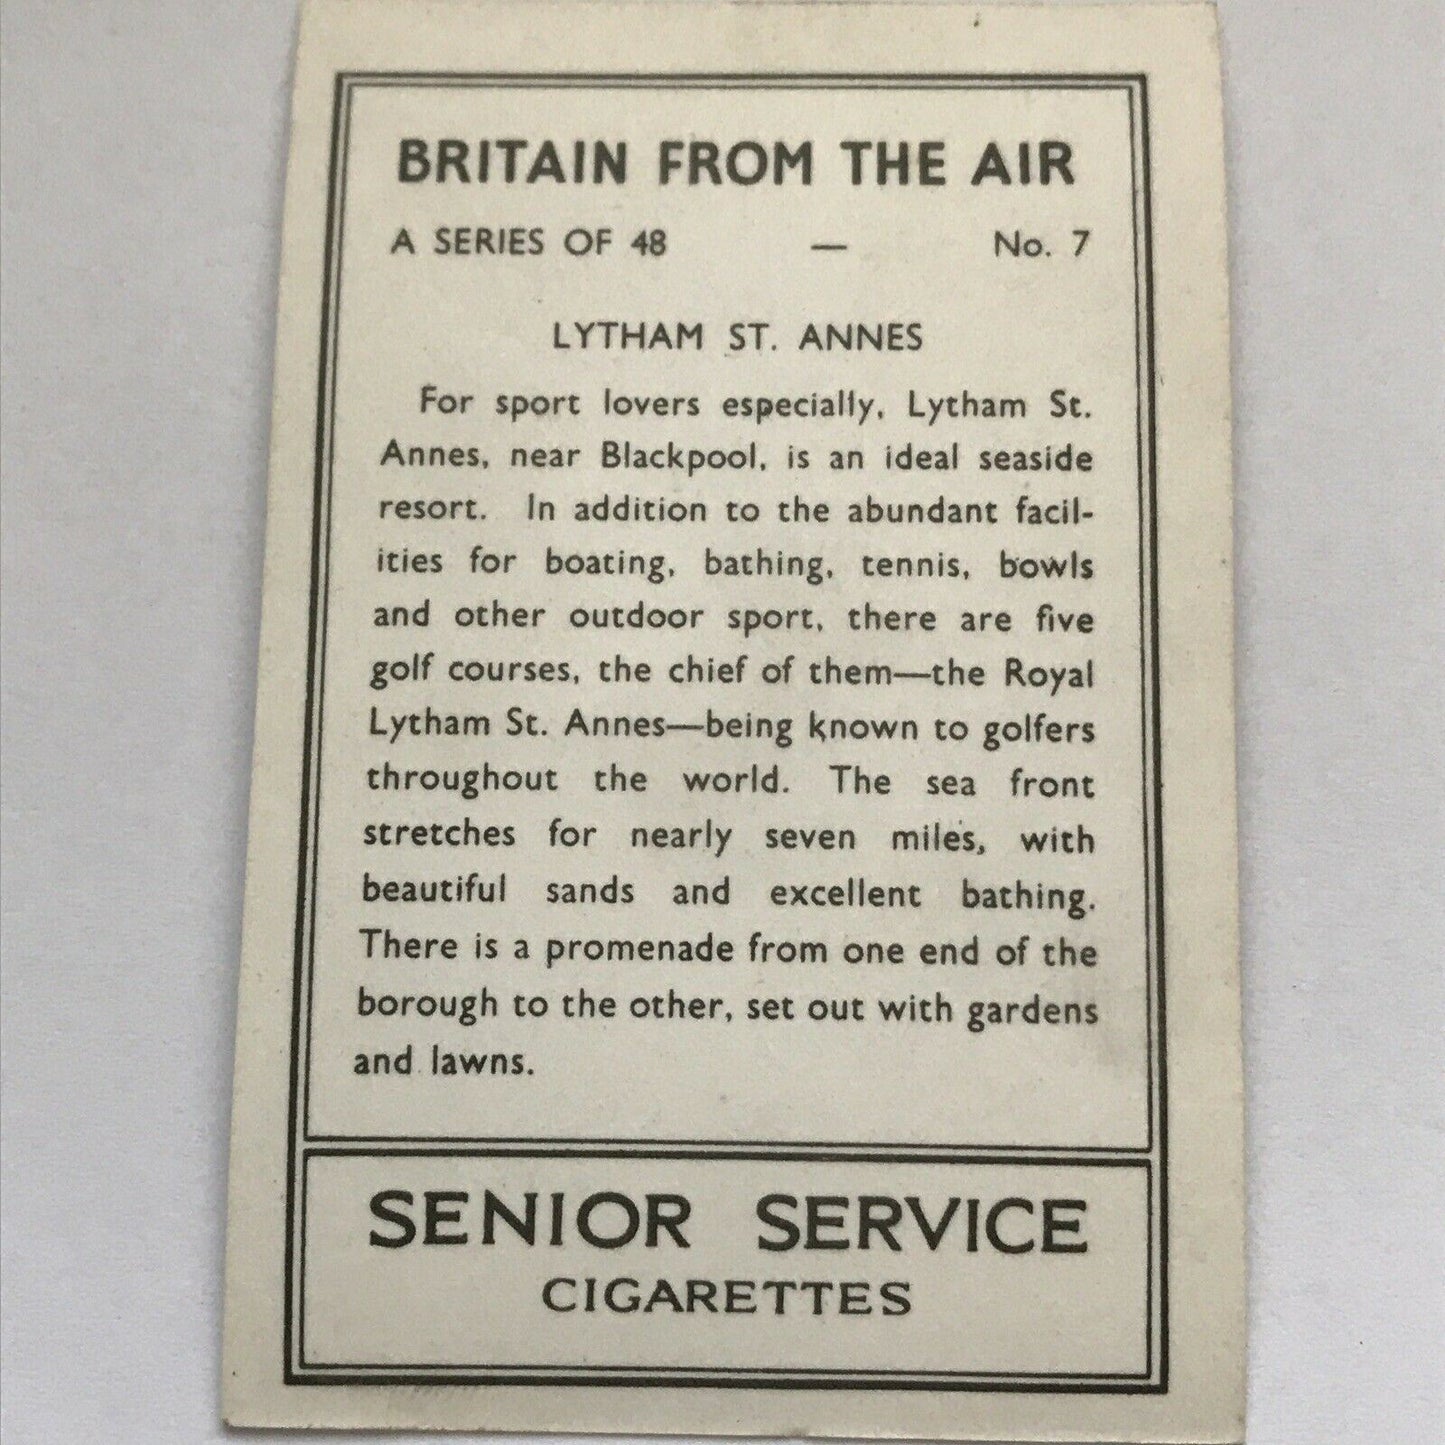 BRITAIN FROM THE AIR
A SERIES OF 48 — No. 7
LYTHAM ST. ANNES
For sport lovers especially, Lytham St.
Annes, near Blackpool, is an ideal seaside
resort. In addition to the abundant facil-
ities for boating, bathing, tennis, bowls
and other outdoor sport, there are five
golf courses, the chief of them—the Royal
Lytham St. Annes—being known to golfers
throughout the world. The sea front
stretches for nearly seven miles, with
beautiful sands and excellent bathing.
There is a promenade from one end of the
borough to the other, set out with gardens
and lawns.
SENIOR SERVICE
CIGARETTES